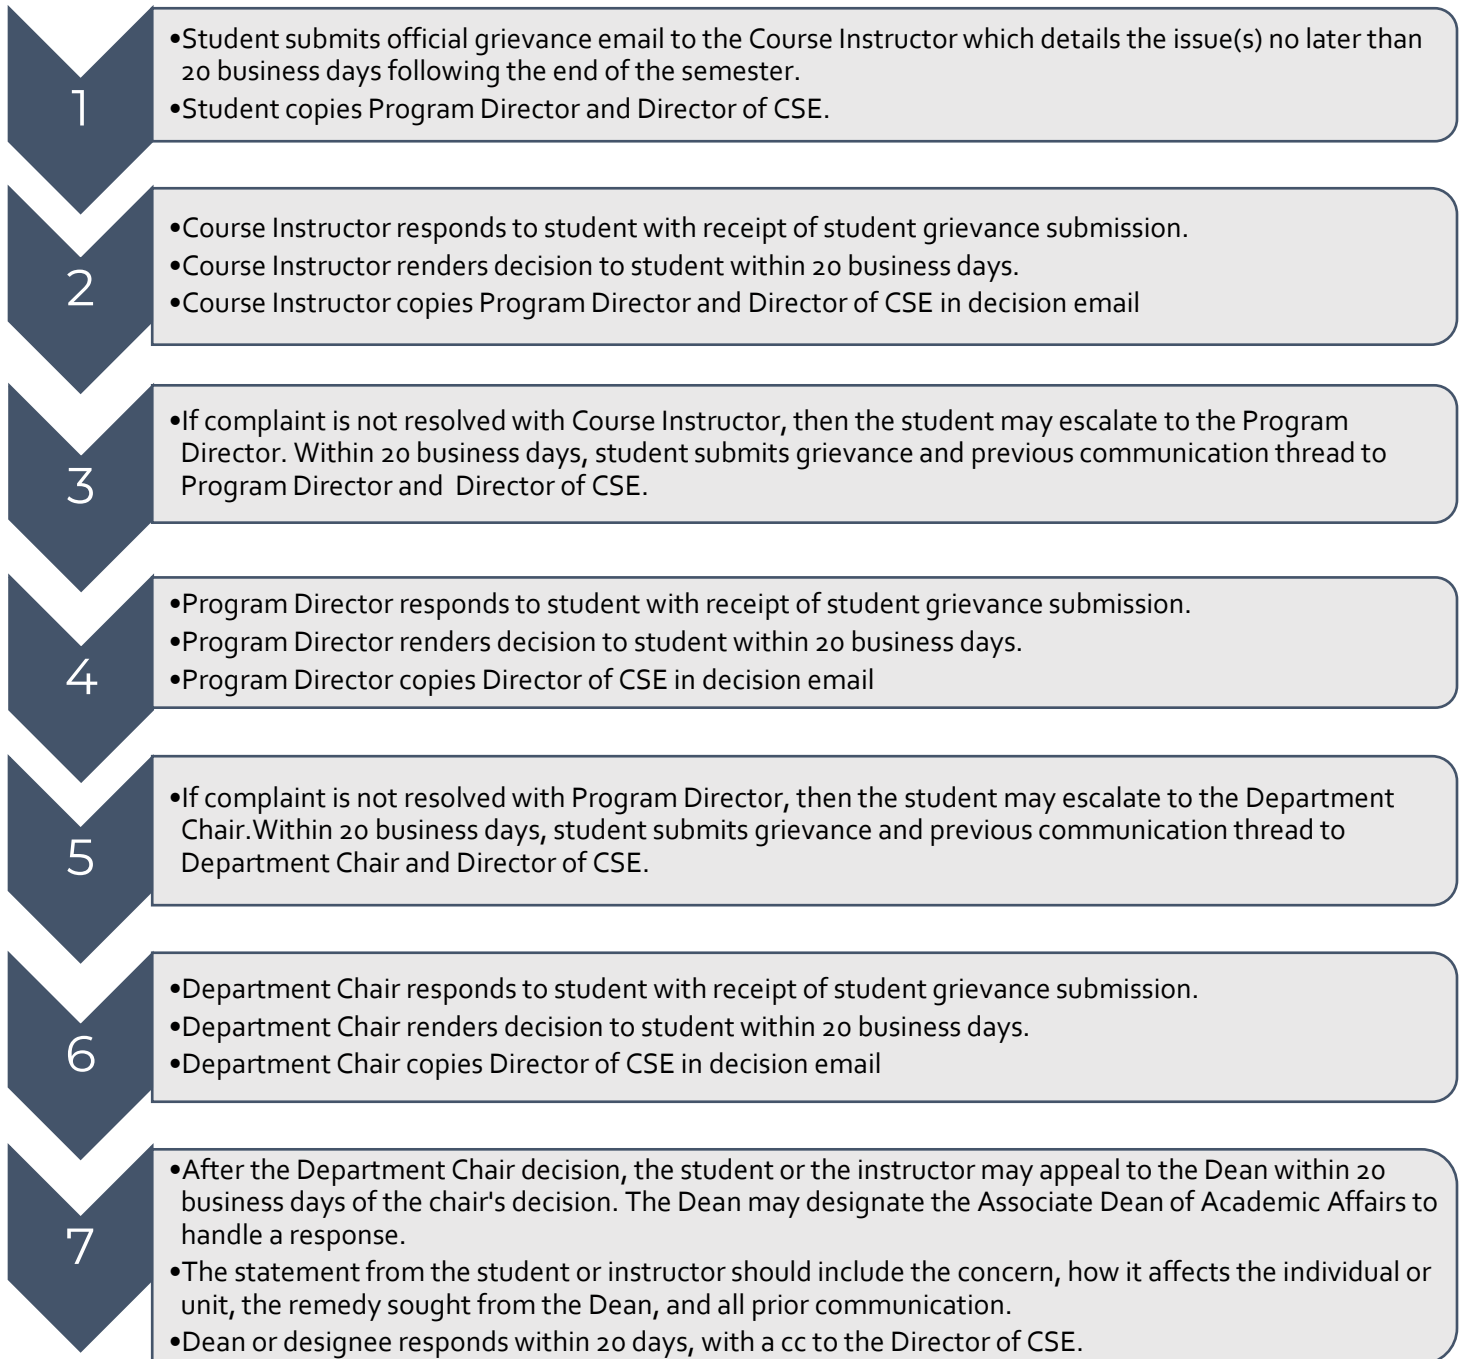 1
•Student submits official grievance email to the Course Instructor which details the issue(s) no later than
20 business days following the end of the semester.
•Student copies Program Director and Director of CSE.
2
•Course Instructor responds to student with receipt of student grievance submission.
•Course Instructor renders decision to student within 20 business days.
•Course Instructor copies Program Director and Director of CSE in decision email
3
•If complaint is not resolved with Course Instructor, then the student may escalate to the Program
Director. Within 20 business days, student submits grievance and previous communication thread to
Program Director and  Director of CSE.
4
•Program Director responds to student with receipt of student grievance submission.
•Program Director renders decision to student within 20 business days.
•Program Director copies Director of CSE in decision email
5
•If complaint is not resolved with Program Director, then the student may escalate to the Department
Chair.Within 20 business days, student submits grievance and previous communication thread to
Department Chair and Director of CSE.
6
•Department Chair responds to student with receipt of student grievance submission.
•Department Chair renders decision to student within 20 business days.
•Department Chair copies Director of CSE in decision email
7
•After the Department Chair decision, the student or the instructor may appeal to the Dean within 20
business days of the chair's decision. The Dean may designate the Associate Dean of Academic Affairs to
handle a response.
•The statement from the student or instructor should include the concern, how it affects the individual or
unit, the remedy sought from the Dean, and all prior communication.
•Dean or designee responds within 20 days, with a cc to the Director of CSE.